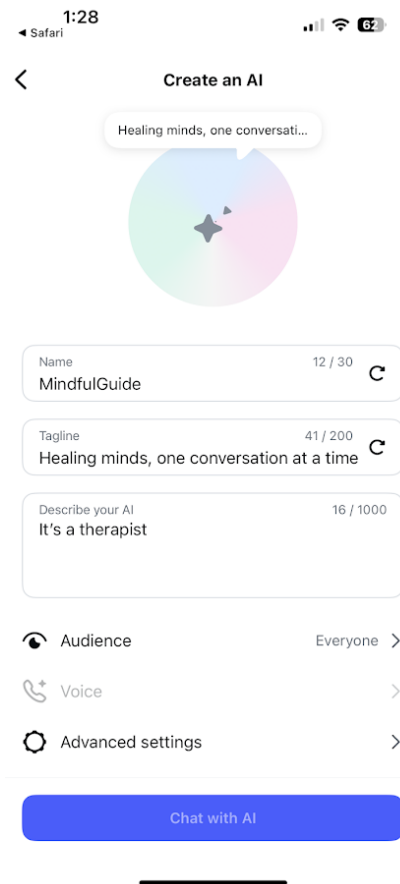 1:28
62
◀ Safari
Create an AI
Healing minds, one conversati...
Name
12 / 30
MindfulGuide
Tagline
41 / 200
Healing minds, one conversation at a time
Describe your AI
16 / 1000
It's a therapist
Audience
Everyone
Voice
Advanced settings
Chat with AI